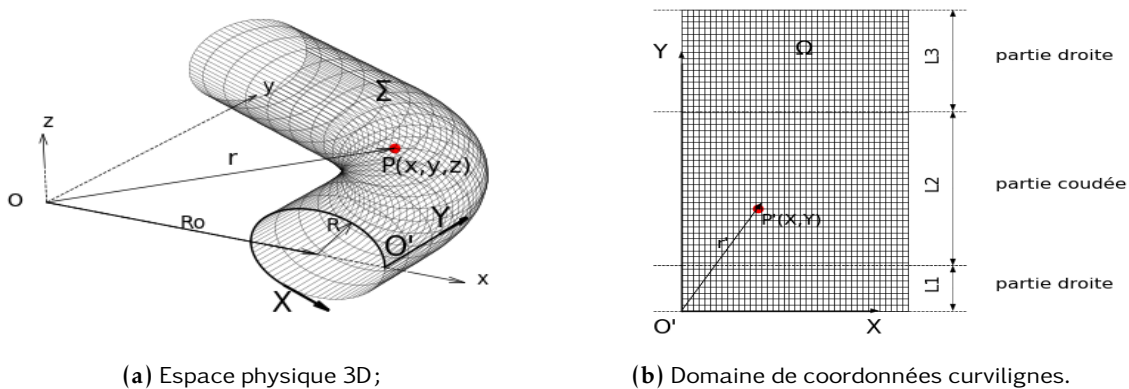 z
y
Σ
r
P(x,y,z)
O
Ro
R
O'
Y
x
X
(a) Espace physique 3D;
Y
Ω
P'(X,Y)
r'
O'
X
L3
partie droite
L2
partie coudée
L1
partie droite
(b) Domaine de coordonnées curvilignes.